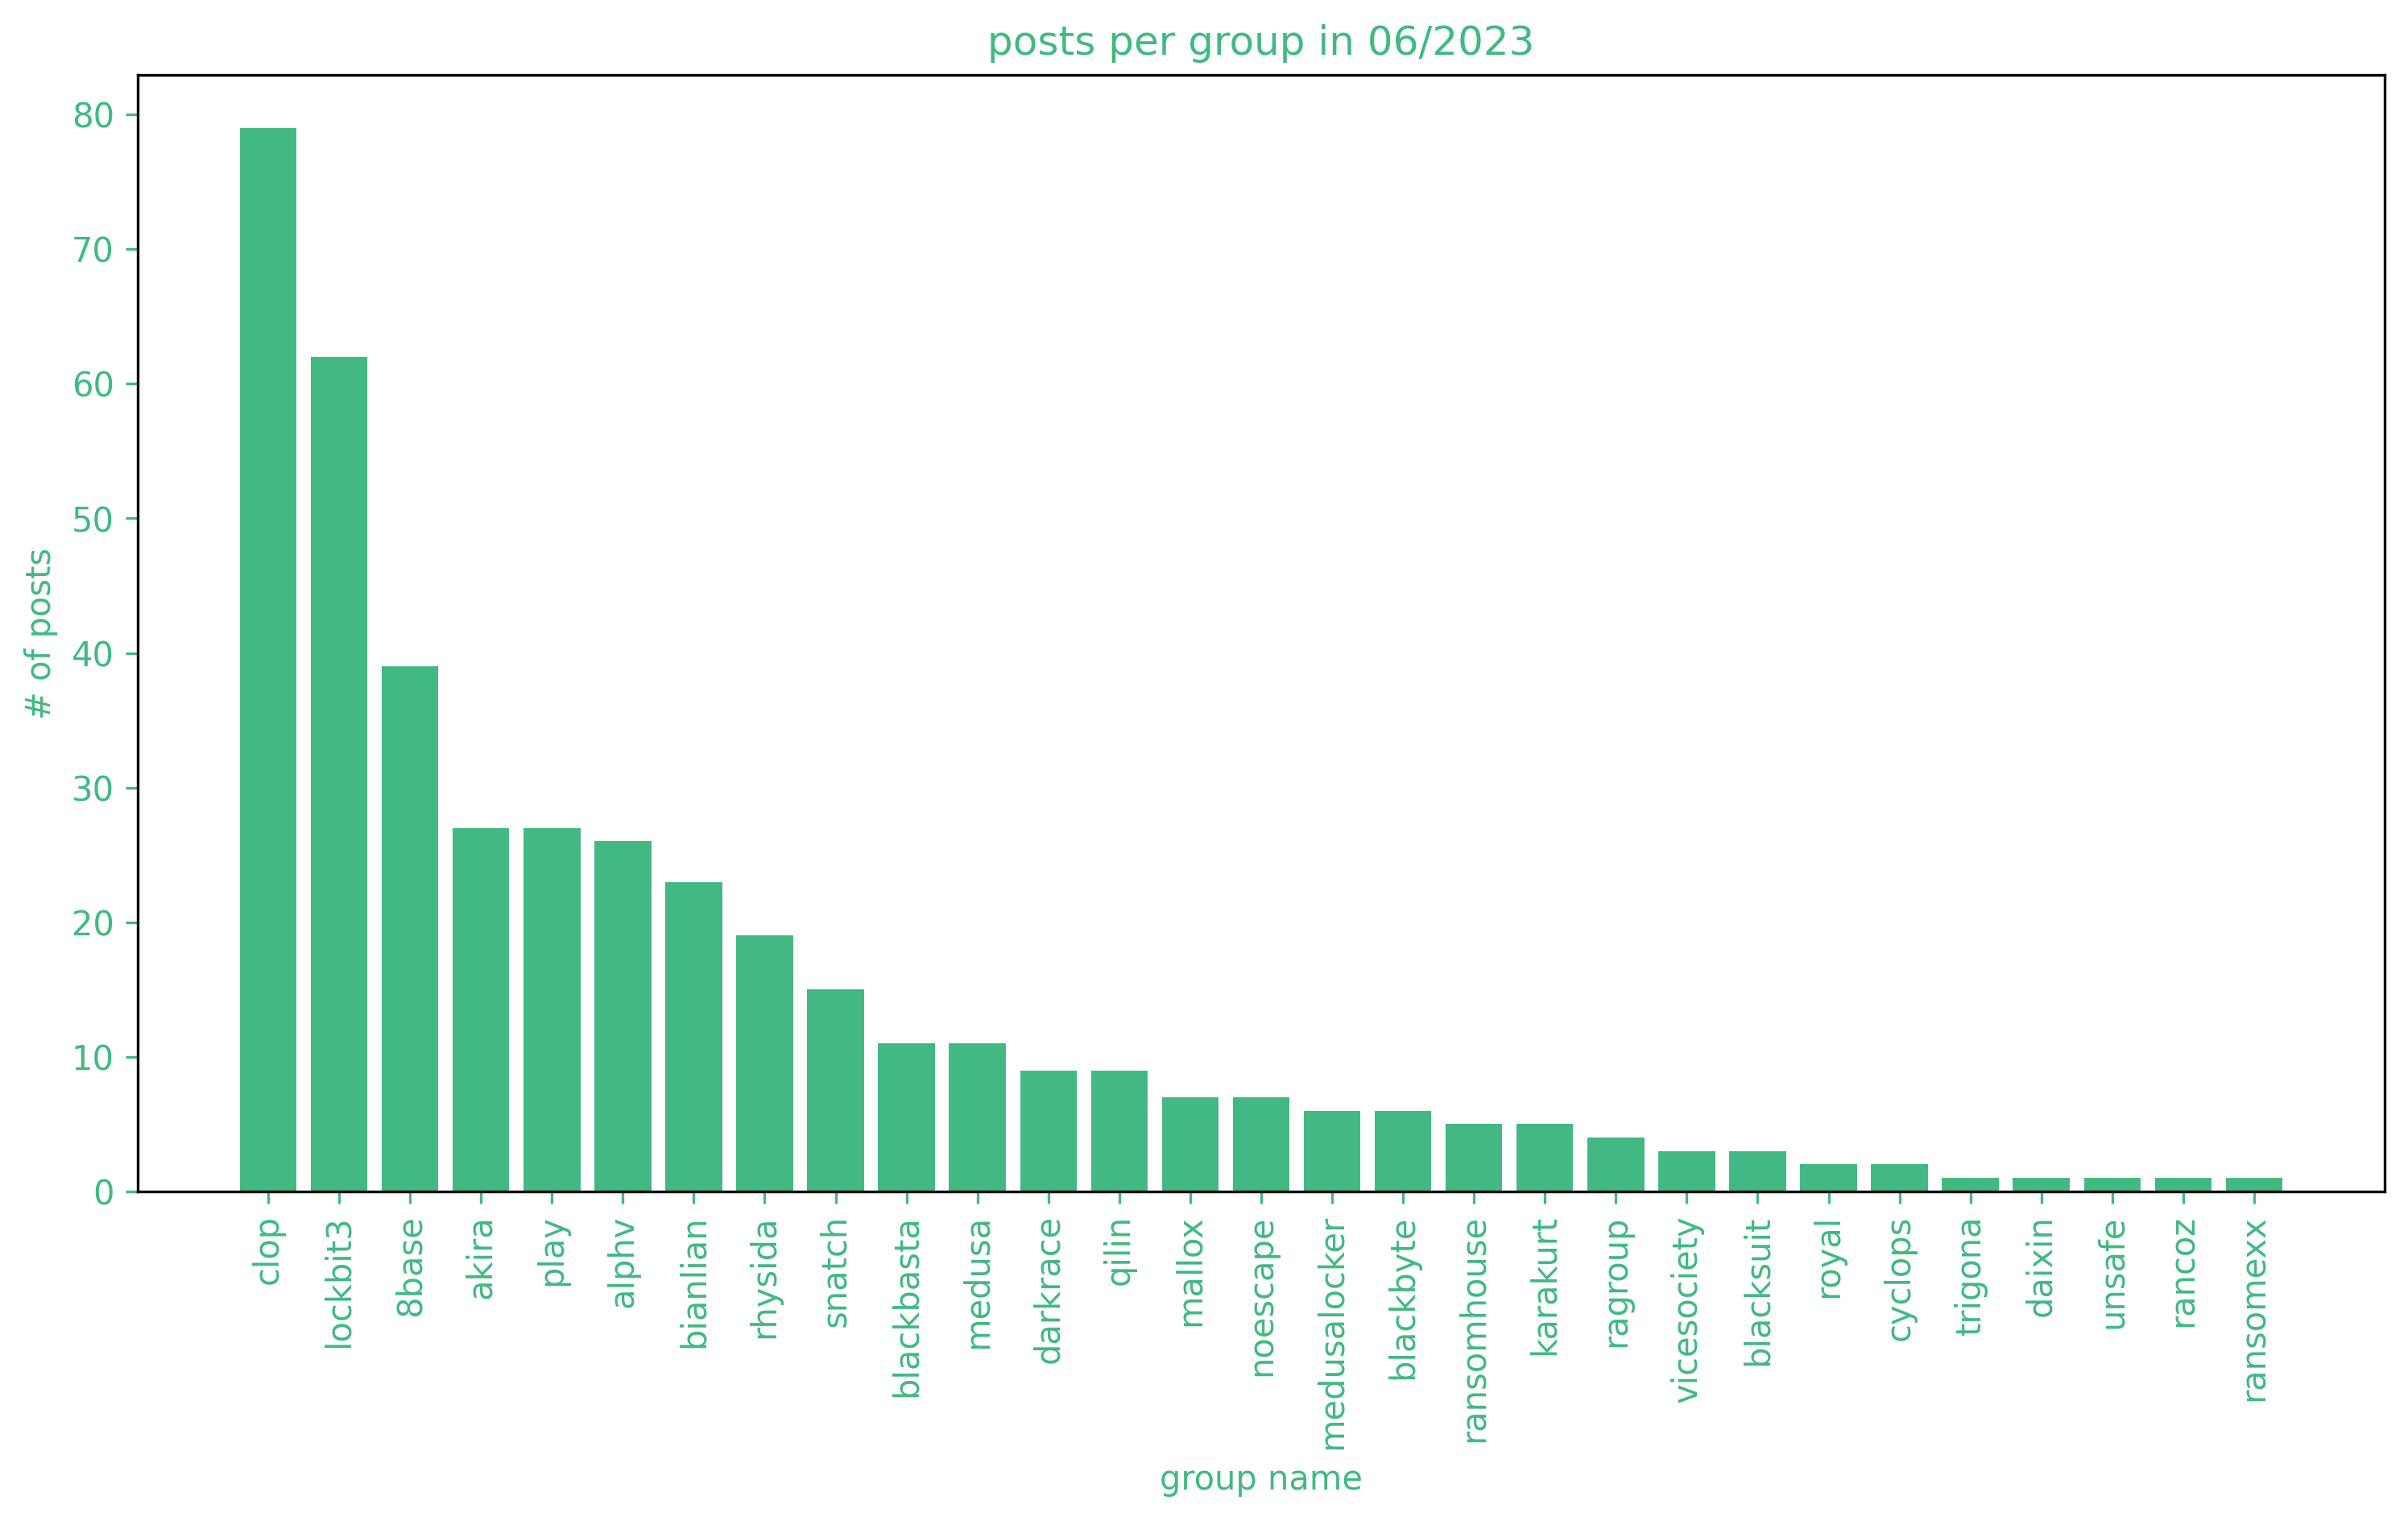 posts per group in 06/2023
# of posts
80
70
60
50
40
30
20
10
0
clop
lockbit3
8base
akira
play
alphv
bianlian
rhysida
snatch
blackbasta
medusa
darkrace
qilin
mallox
noescape
medusalocker
blackbyte
ransomhouse
karakurt
ragroup
vicesociety
blacksuit
royal
cyclops
trigona
daixin
unsafe
rancoz
ransomexx
group name